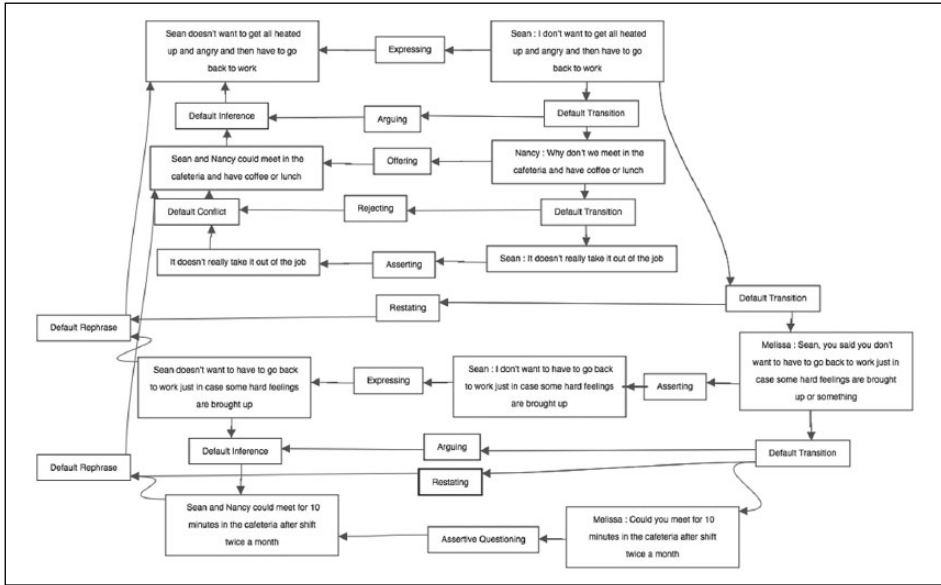 Sean doesn't want to get all heated
up and angry and then have to go
back to work
Expressing
Sean : I don't want to get all heated
up and angry and then have to go
back to work
Default Inference
Arguing
Default Transition
Sean and Nancy could meet in the
cafeteria and have coffee or lunch
Offering
Nancy : Why don't we meet in the
cafeteria and have coffee or lunch
Default Conflict
Rejecting
Default Transition
It doesn't really take it out of the job
Asserting
Sean : It doesn't really take it out of the job
Default Transition
Restating
Default Rephrase
Melissa : Sean, you said you don't
want to have to go back to work just in
case some hard feelings are brought
up or something
Sean doesn't want to have to go back
to work just in case some hard feelings
are brought up
Expressing
Sean : I don't want to have to go back to
work just in case some hard feelings
are brought up
Asserting
Default Inference
Arguing
Default Transition
Default Rephrase
Restating
Sean and Nancy could meet for 10
minutes in the cafeteria after shift
twice a month
Assertive Questioning
Melissa : Could you meet for 10
minutes in the cafeteria after shift
twice a month